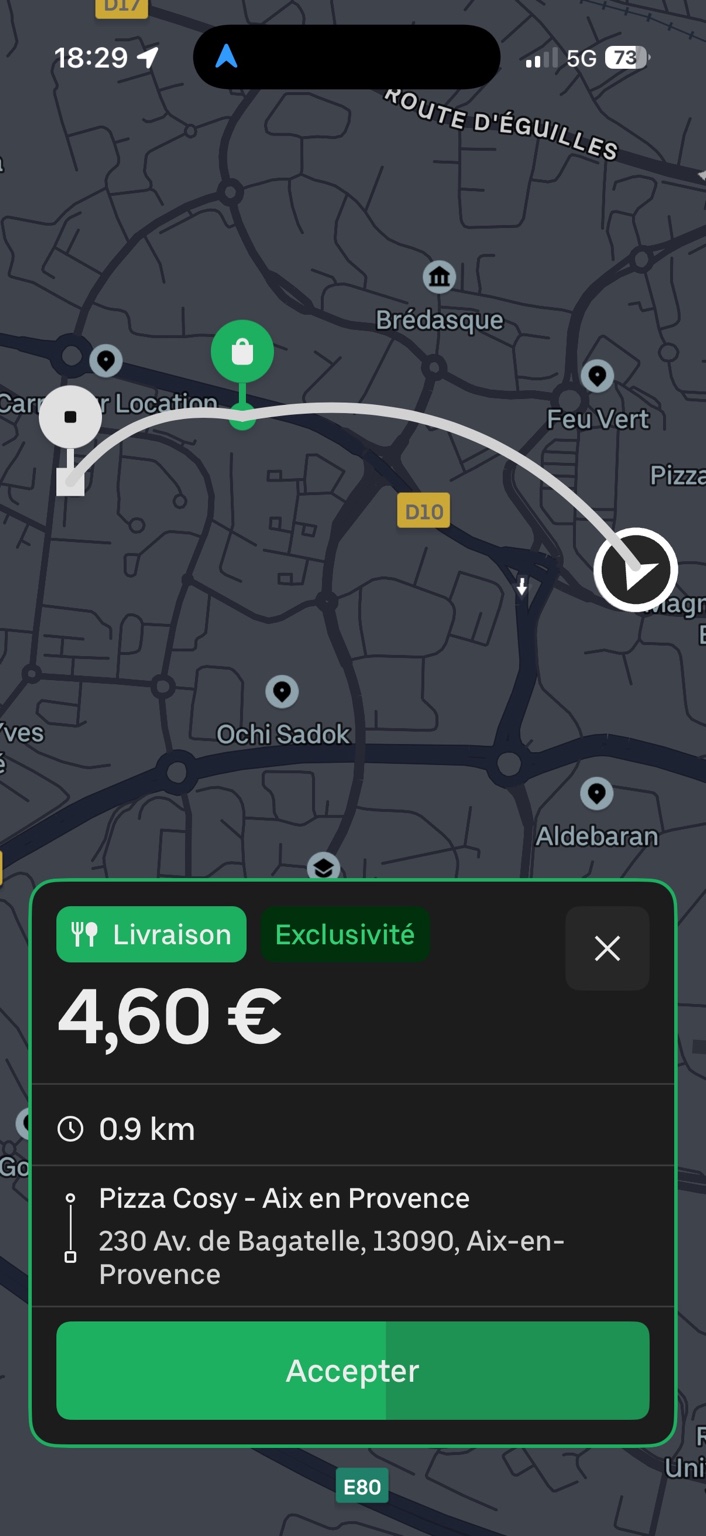 D17
18:29
5G 73
ROUTE D'ÉGUILLES
Brédasque
Location
Feu Vert
Pizza
D10
Ochi Sadok
Aldebaran
Livraison
Exclusivité
4,60 €
0.9 km
Go
Pizza Cosy - Aix en Provence
230 Av. de Bagatelle, 13090, Aix-en-
Provence
Accepter
Uni
E80